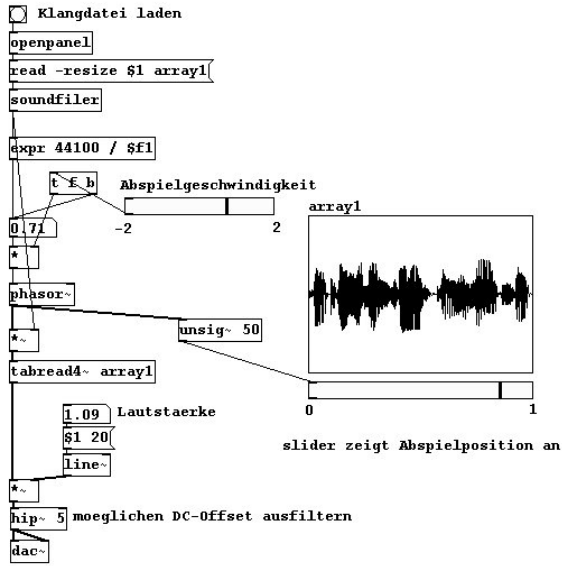 Klangdatei laden
openpanel
read -resize $1 array1
soundfiler
expr 44100 / $f1
t f b
Abspielgeschwindigkeit
-2
2
0.71
*
array1
phasor~
unsig~ 50
*~
tabread4~ array1
0
1
1.09 Lautstaerke
$1 20
slider zeigt Abspielposition an
line~
*~
hip~ 5 moeglichen DC-Offset ausfiltern
dac~